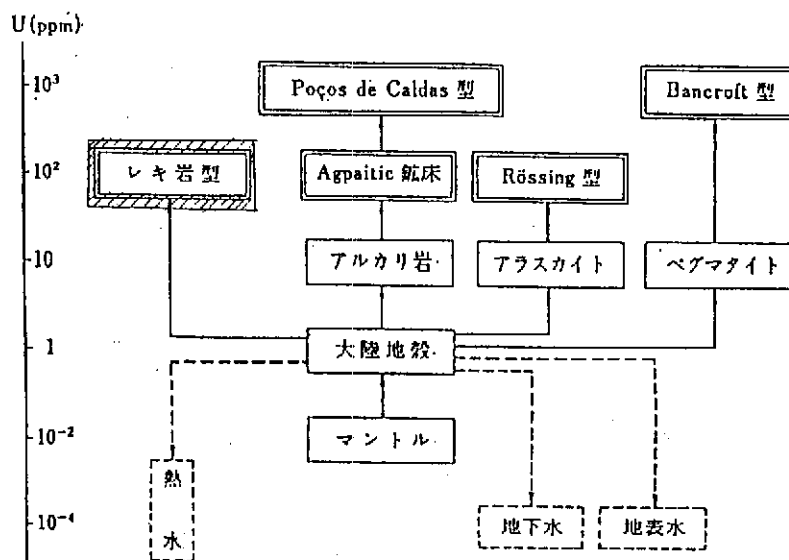 U (ppm)
10³
Poços de Caldas 型
Bancroft 型
10²
レキ岩型
Agpaitic 鉱床
Rössing 型
10
アルカリ岩
アラスカイト
ペグマタイト
1
大陸地殻
10⁻²
マントル
熱水
10⁻⁴
地下水
地表水